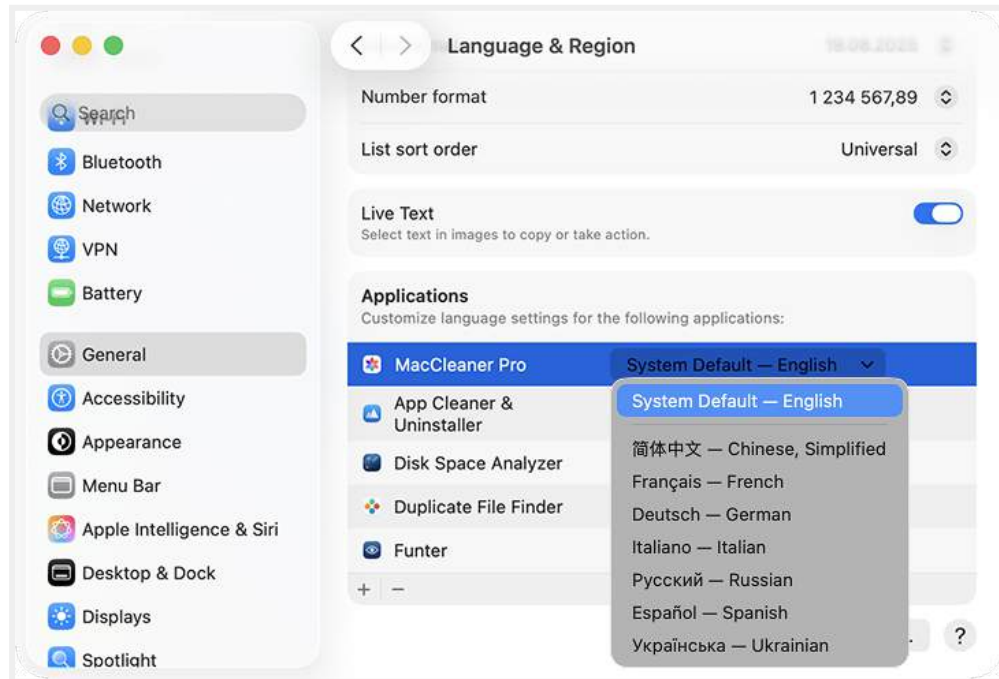 Language & Region
Search
Bluetooth
Network
VPN
Battery
General
Accessibility
Appearance
Menu Bar
Apple Intelligence & Siri
Desktop & Dock
Displays
Spotlight
Number format
1 234 567,89
List sort order
Universal
Live Text
Select text in images to copy or take action.
Applications
Customize language settings for the following applications:
MacCleaner Pro
System Default — English
App Cleaner &
Uninstaller
Disk Space Analyzer
Duplicate File Finder
Funter
+ −
System Default — English
简体中文 — Chinese, Simplified
Français — French
Deutsch — German
Italiano — Italian
Русский — Russian
Español — Spanish
Українська — Ukrainian
?